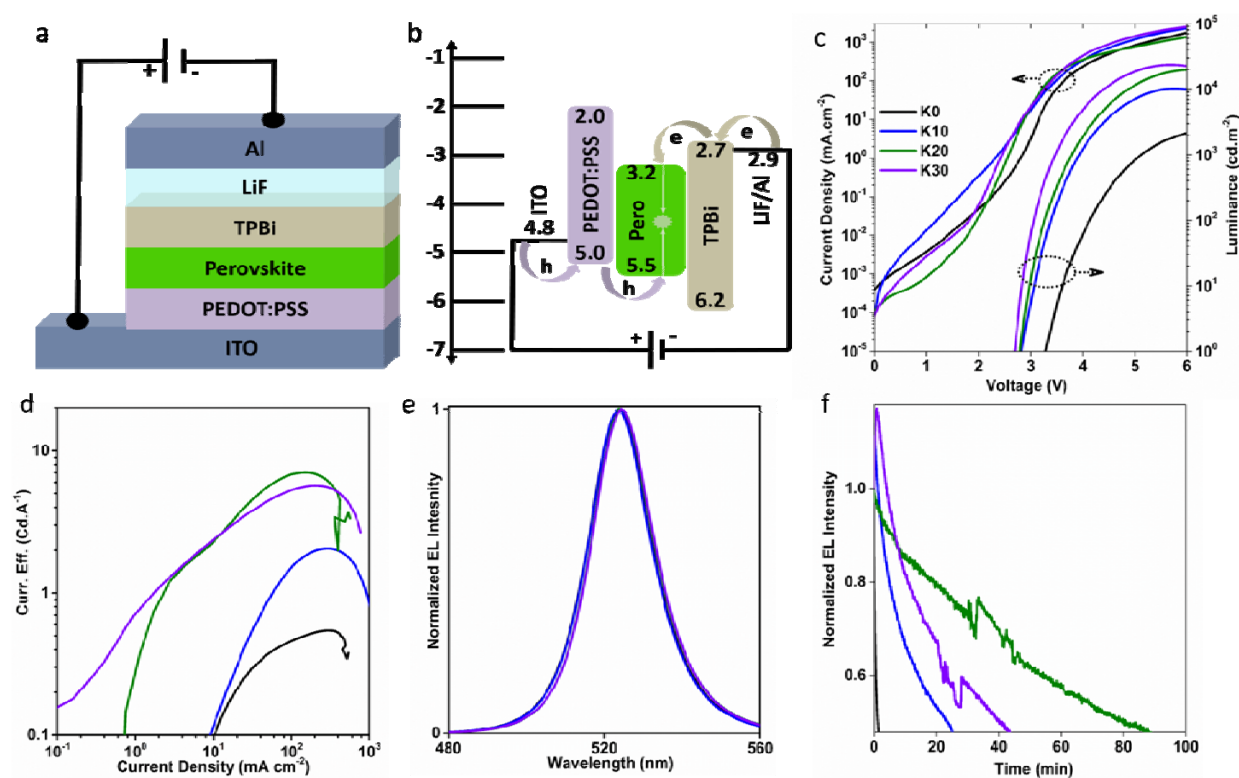 a
+ -
Al
LiF
TPBi
Perovskite
PEDOT:PSS
ITO
b
-1
-2
-3
-4
-5
-6
-7
ITO
4.8
h
2.0
PEDOT:PSS
5.0
h
e
3.2
Pero
5.5
e
2.7
TPBi
6.2
2.9
LiF/Al
+ -
c
Current Density (mA.cm-2)
10³
10²
10¹
10⁰
10⁻¹
10⁻²
10⁻³
10⁻⁴
10⁻⁵
K0
K10
K20
K30
10⁵
10⁴
10³
10²
10¹
10⁰
Luminance (cd.m-2)
0 1 2 3 4 5 6
Voltage (V)
d
Curr. Eff. (Cd.A-1)
10
1
0.1
10⁻¹ 10⁰ 10¹ 10² 10³
Current Density (mA cm-2)
e
Normalized EL Intesnity
1
0
480 520 560
Wavelength (nm)
f
Normalized EL Intensity
1.0
0.8
0.6
0 20 40 60 80 100
Time (min)